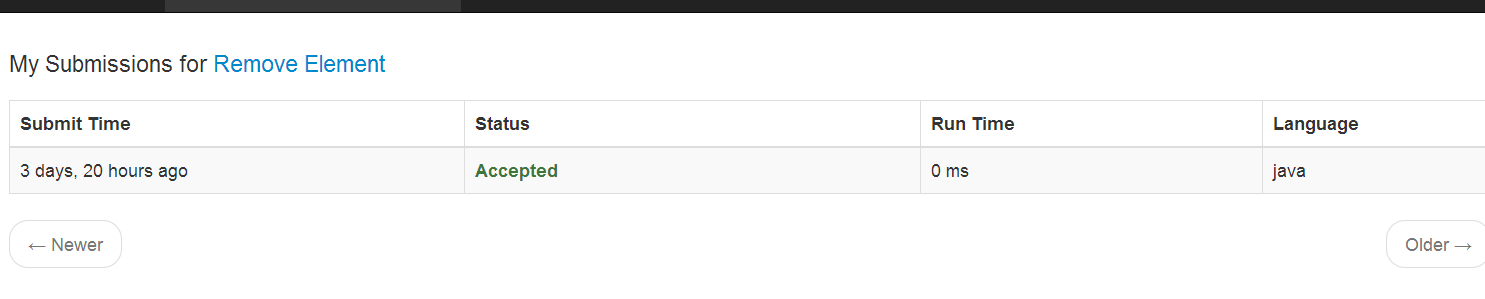 My Submissions for Remove Element
Submit Time Status Run Time Language
3 days, 20 hours ago Accepted 0 ms java
← Newer Older →